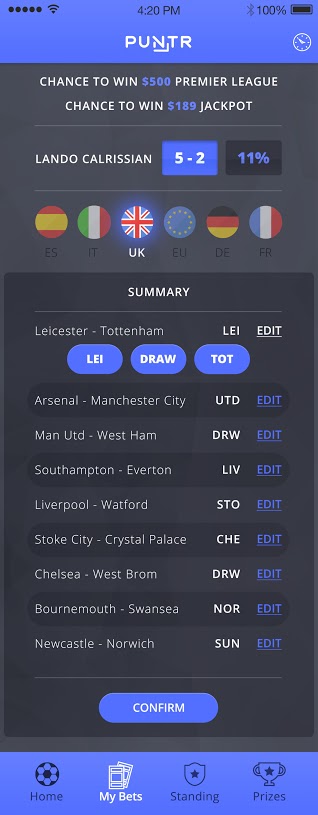 4:20 PM
100%
PUNTR
CHANCE TO WIN $500 PREMIER LEAGUE
CHANCE TO WIN $189 JACKPOT
LANDO CALRISSIAN 5 - 2 11%
ES IT UK EU DE FR
SUMMARY
Leicester - Tottenham LEI EDIT
LEI DRAW TOT
Arsenal - Manchester City UTD EDIT
Man Utd - West Ham DRW EDIT
Southampton - Everton LIV EDIT
Liverpool - Watford STO EDIT
Stoke City - Crystal Palace CHE EDIT
Chelsea - West Brom DRW EDIT
Bournemouth - Swansea NOR EDIT
Newcastle - Norwich SUN EDIT
CONFIRM
Home My Bets Standing Prizes